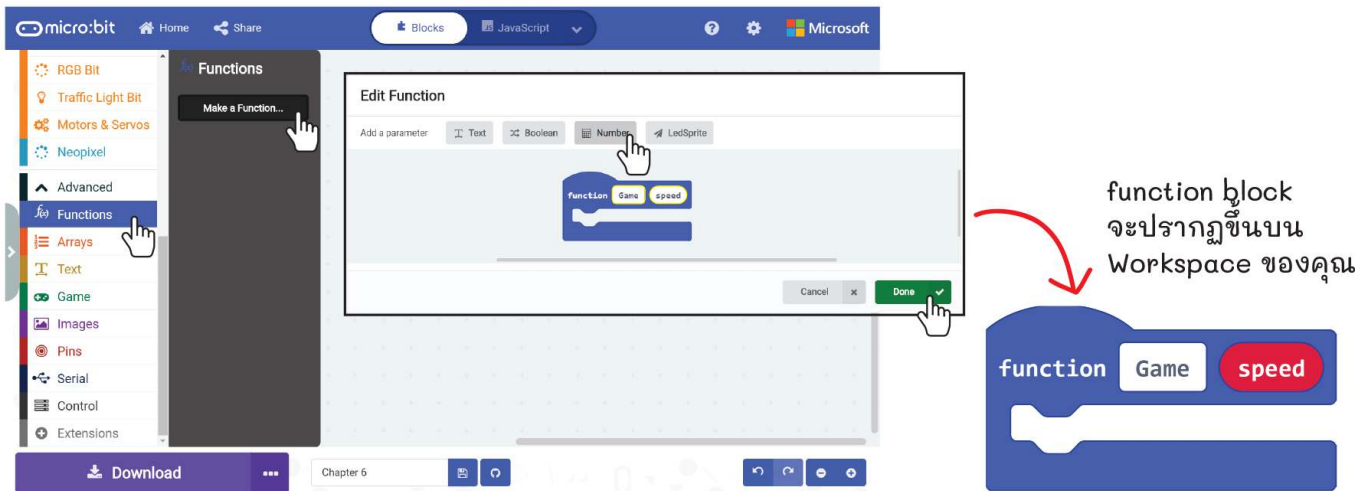 micro:bit
Home
Share
Blocks
JavaScript
Microsoft
RGB Bit
Traffic Light Bit
Motors & Servos
Neopixel
Advanced
Functions
Arrays
Text
Game
Images
Pins
Serial
Control
Extensions
Functions
Make a Function...
Edit Function
Add a parameter Text Boolean Number LedSprite
function Game speed
Cancel Done
Download
Chapter 6
function block
จะปรากฏขึ้นบน
Workspace ของคุณ
function Game speed